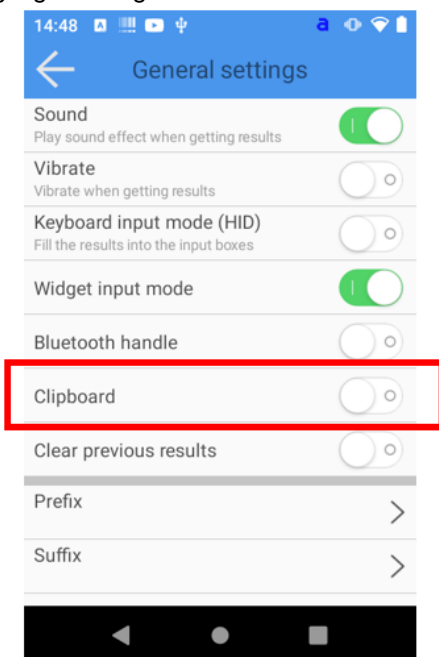 14:48
General settings
Sound
Play sound effect when getting results
Vibrate
Vibrate when getting results
Keyboard input mode (HID)
Fill the results into the input boxes
Widget input mode
Bluetooth handle
Clipboard
Clear previous results
Prefix
Suffix